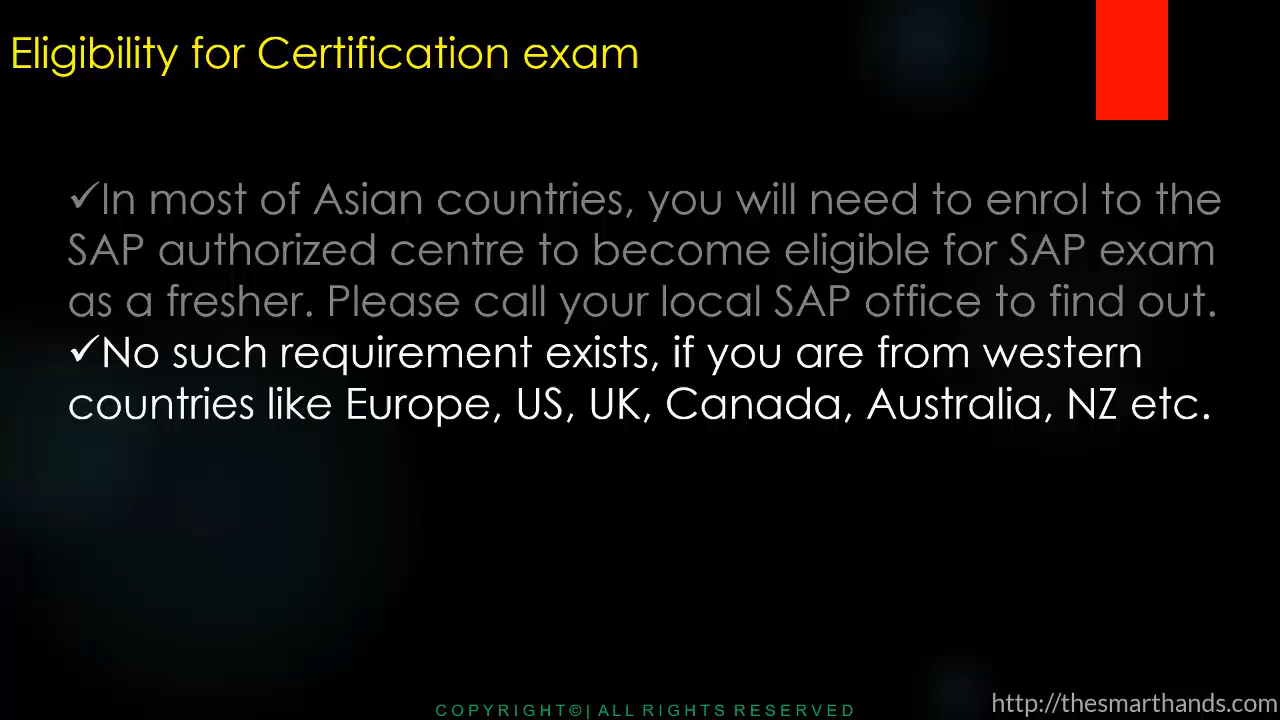 Eligibility for Certification exam
✓In most of Asian countries, you will need to enrol to the
SAP authorized centre to become eligible for SAP exam
as a fresher. Please call your local SAP office to find out.
✓No such requirement exists, if you are from western
countries like Europe, US, UK, Canada, Australia, NZ etc.
COPYRIGHT©| ALL RIGHTS RESERVED
http://thesmarthands.com